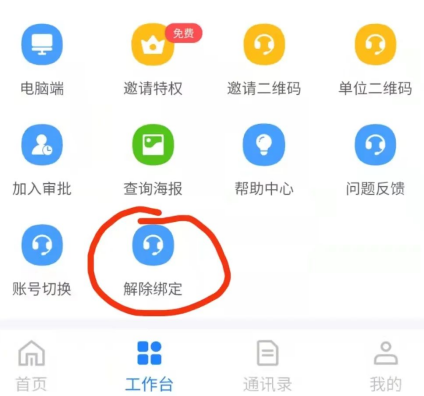 免费
电脑端 邀请特权 邀请二维码 单位二维码
加入审批 查询海报 帮助中心 问题反馈
账号切换 解除绑定
首页 工作台 通讯录 我的